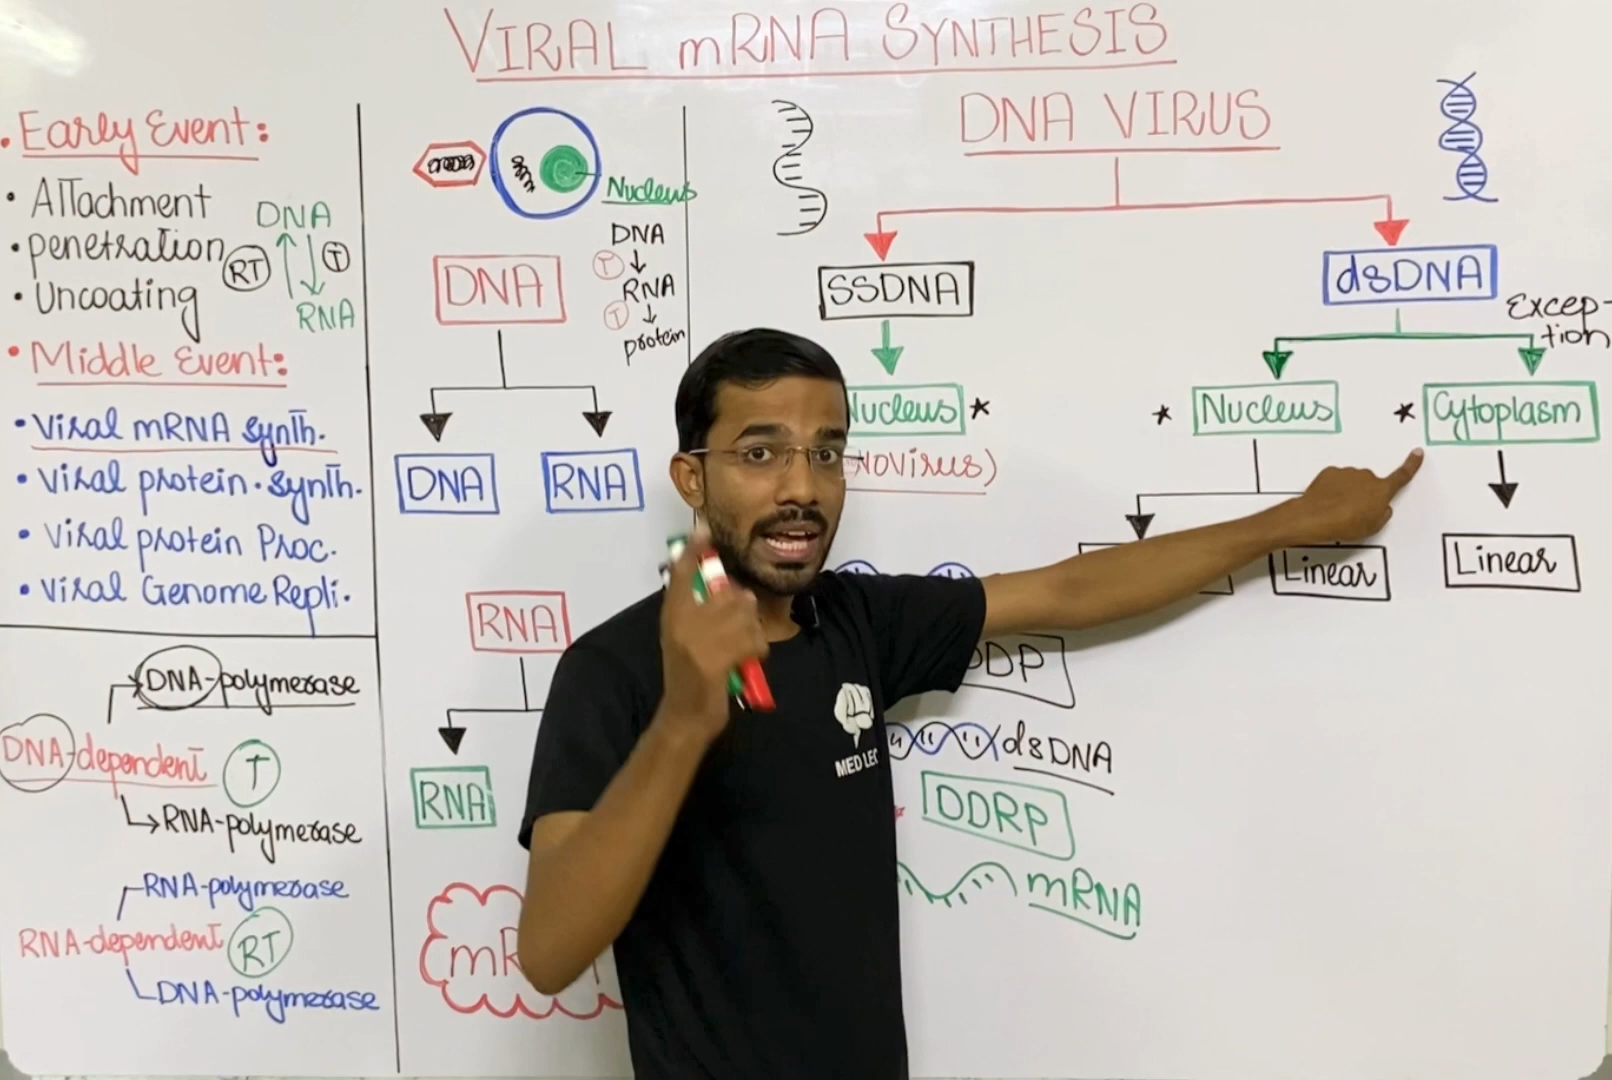 VIRAL mRNA SYNTHESIS
• Early Event:
• Attachment
• penetration
• Uncoating
DNA
RT
T
RNA
• Middle Event:
• Viral mRNA Synth.
• Viral protein. Synth.
• Viral protein Proc.
• Viral Genome Repli.
DNA-polymerase
DNA-dependent
T
RNA-polymerase
RNA-polymerase
RNA-dependent
RT
DNA-polymerase
Nucleus
DNA
T
RNA
T
protein
DNA
DNA
RNA
RNA
RNA
DNA VIRUS
SSDNA
Nucleus *
dsDNA
Excep-
tion
* Nucleus
* Cytoplasm
Linear
Linear
dsDNA
DDRP
mRNA
MED LEC